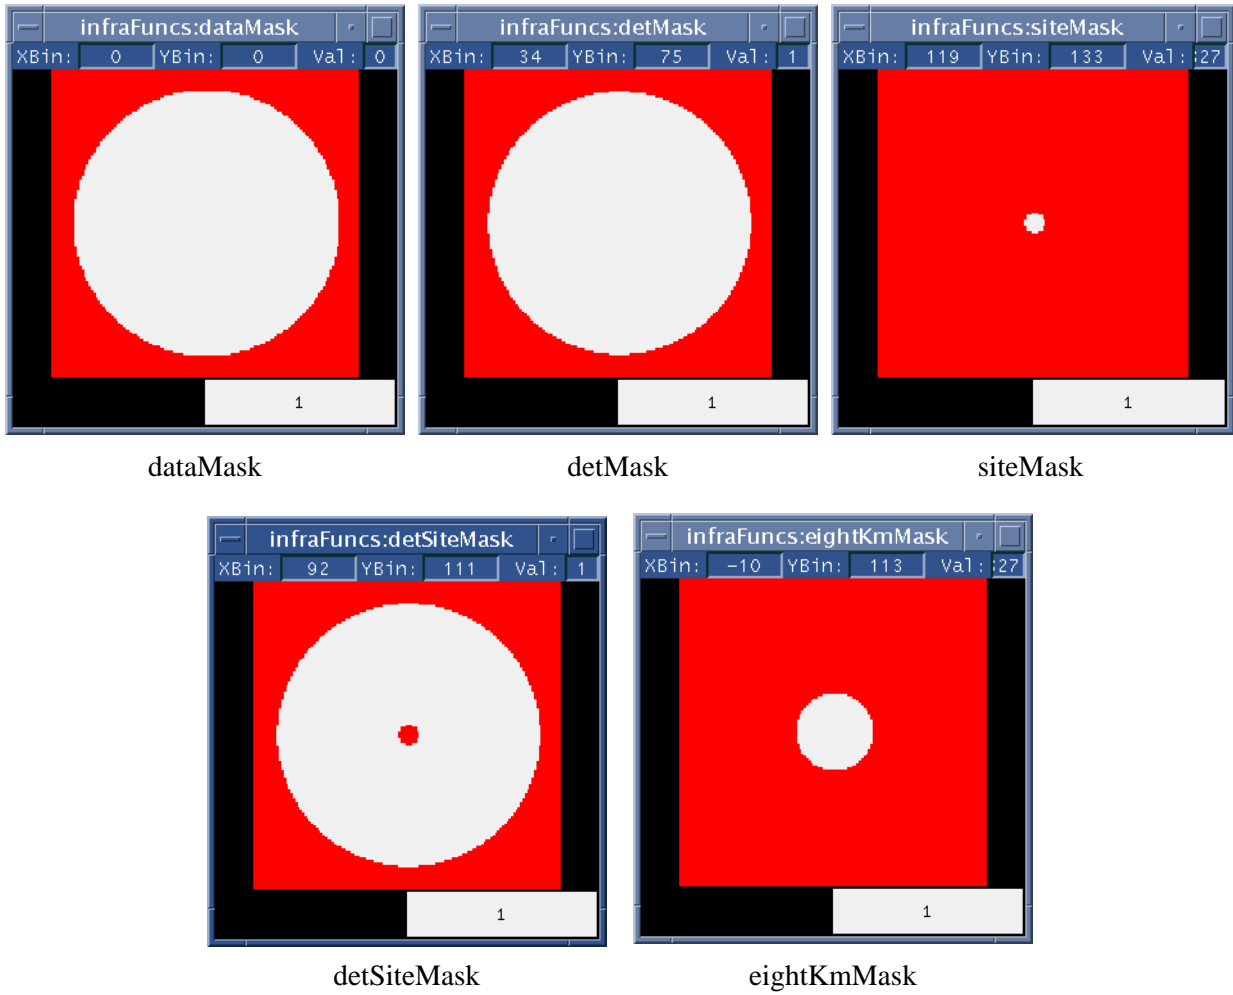 infraFuncs:dataMask
XBin: 0 YBin: 0 Val: 0
1
dataMask
infraFuncs:detMask
XBin: 34 YBin: 75 Val: 1
1
detMask
infraFuncs:siteMask
XBin: 119 YBin: 133 Val: 27
1
siteMask
infraFuncs:detSiteMask
XBin: 92 YBin: 111 Val: 1
1
detSiteMask
infraFuncs:eightKmMask
XBin: -10 YBin: 113 Val: 27
1
eightKmMask